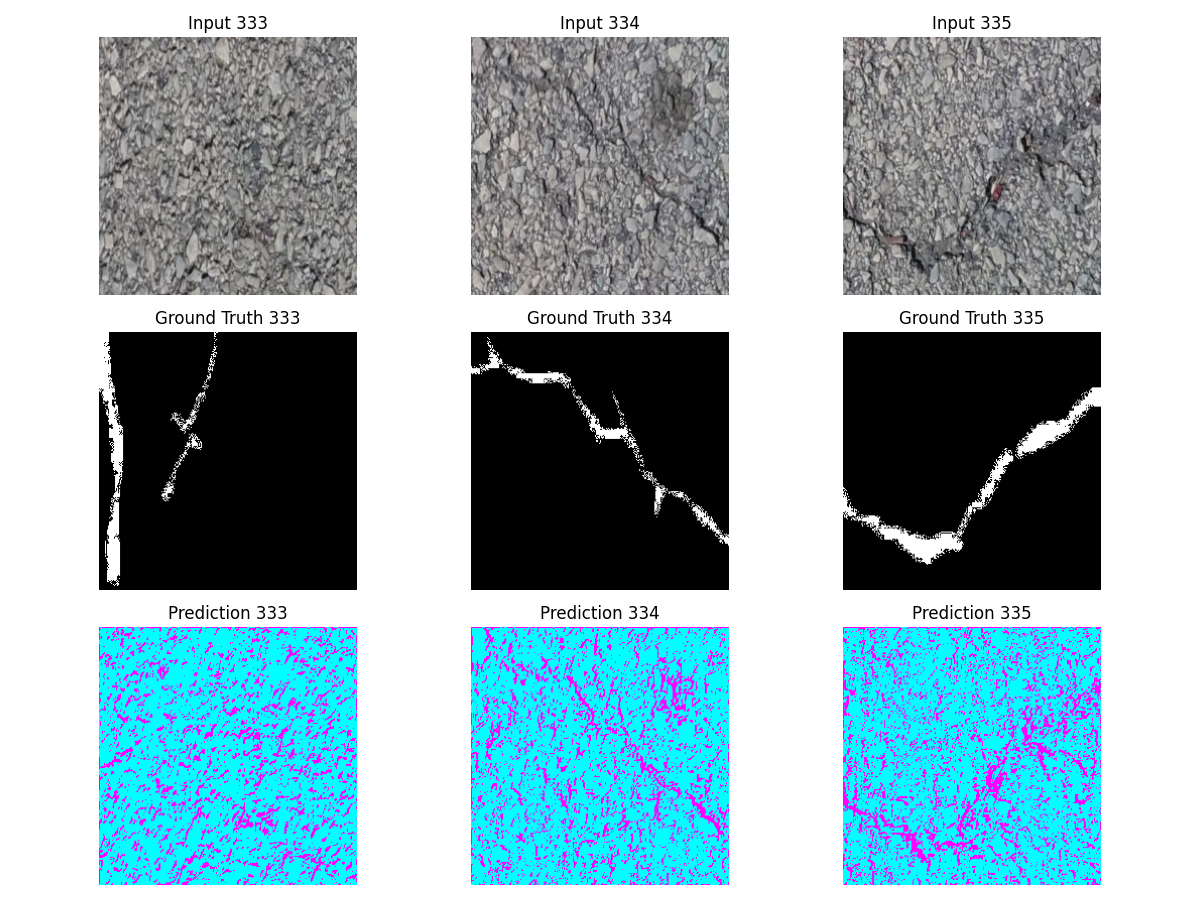 Input 333
Input 334
Input 335
Ground Truth 333
Ground Truth 334
Ground Truth 335
Prediction 333
Prediction 334
Prediction 335